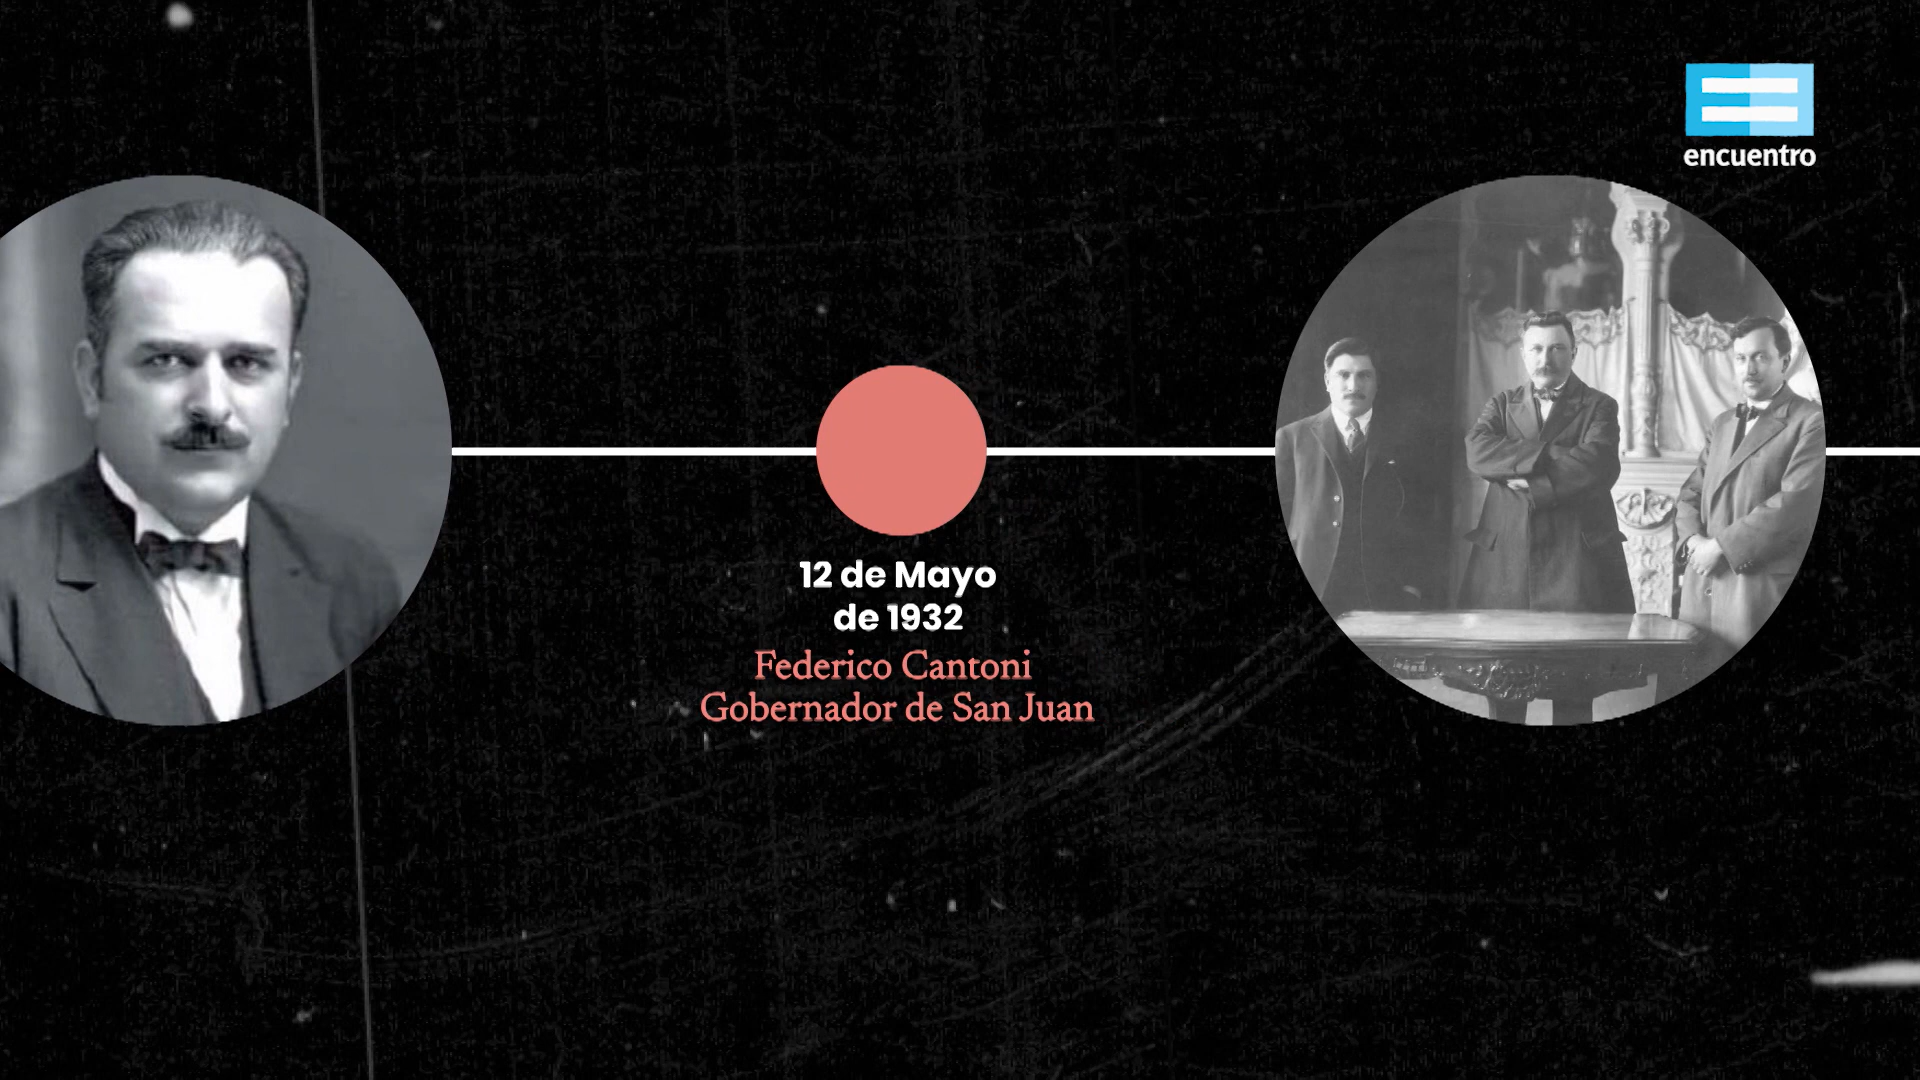 encuentro
12 de Mayo
de 1932
Federico Cantoni
Gobernador de San Juan